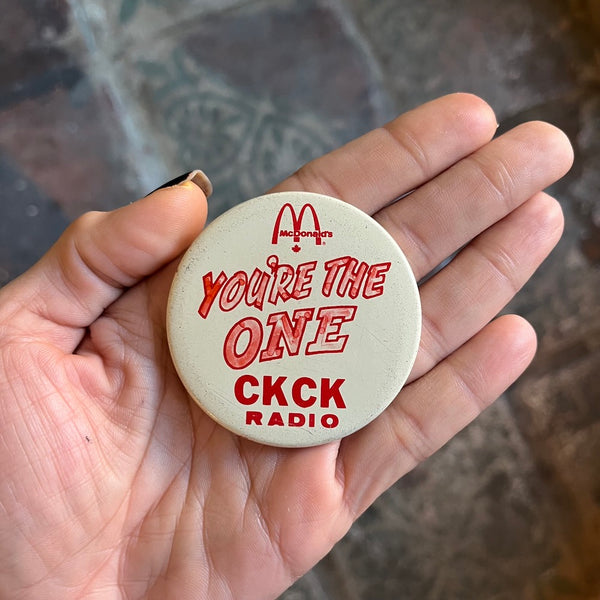 McDonald's®
YOU'RE THE
ONE
CKCK
RADIO